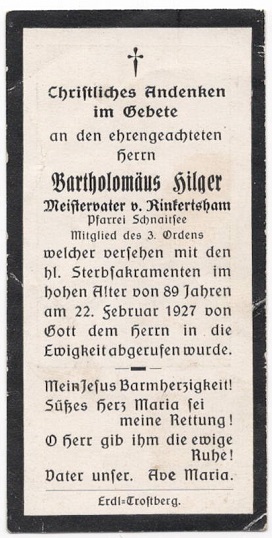 Christliches Andenken
im Gebete
an den ehrengeachteten
Herrn
Bartholomäus Hilger
Meistervater v. Rinkertsham
Pfarrei Schnaitsee
Mitglied des 3. Ordens
welcher versehen mit den
hl. Sterbsakramenten im
hohen Alter von 89 Jahren
am 22. Februar 1927 von
Gott dem Herrn in die
Ewigkeit abgerufen wurde.
Mein Jesus Barmherzigkeit!
Süßes Herz Maria sei
meine Rettung!
O Herr gib ihm die ewige
Ruhe!
Vater unser. Ave Maria.
Erdl=Trostberg.